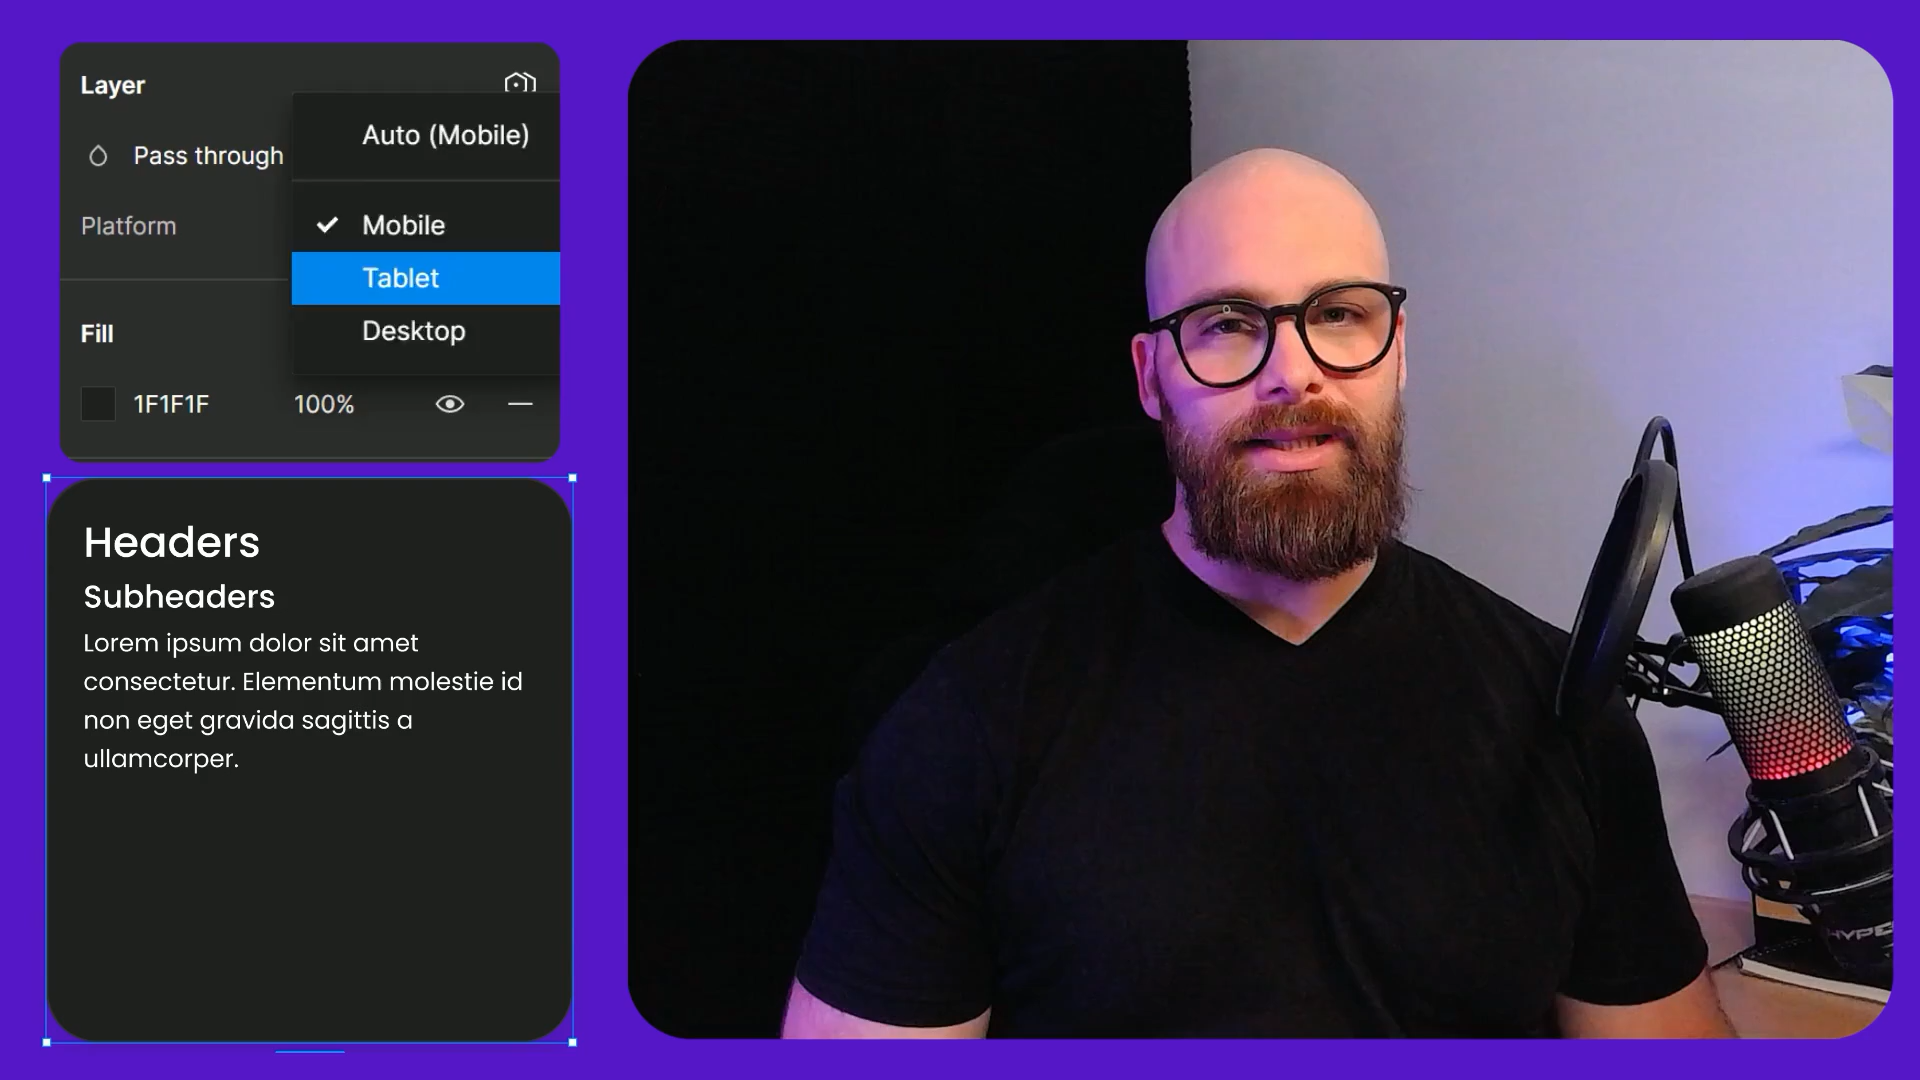 Layer
Auto (Mobile)
Pass through
Platform
Mobile
Tablet
Desktop
Fill
1F1F1F 100%
Headers
Subheaders
Lorem ipsum dolor sit amet
consectetur. Elementum molestie id
non eget gravida sagittis a
ullamcorper.
HYPE